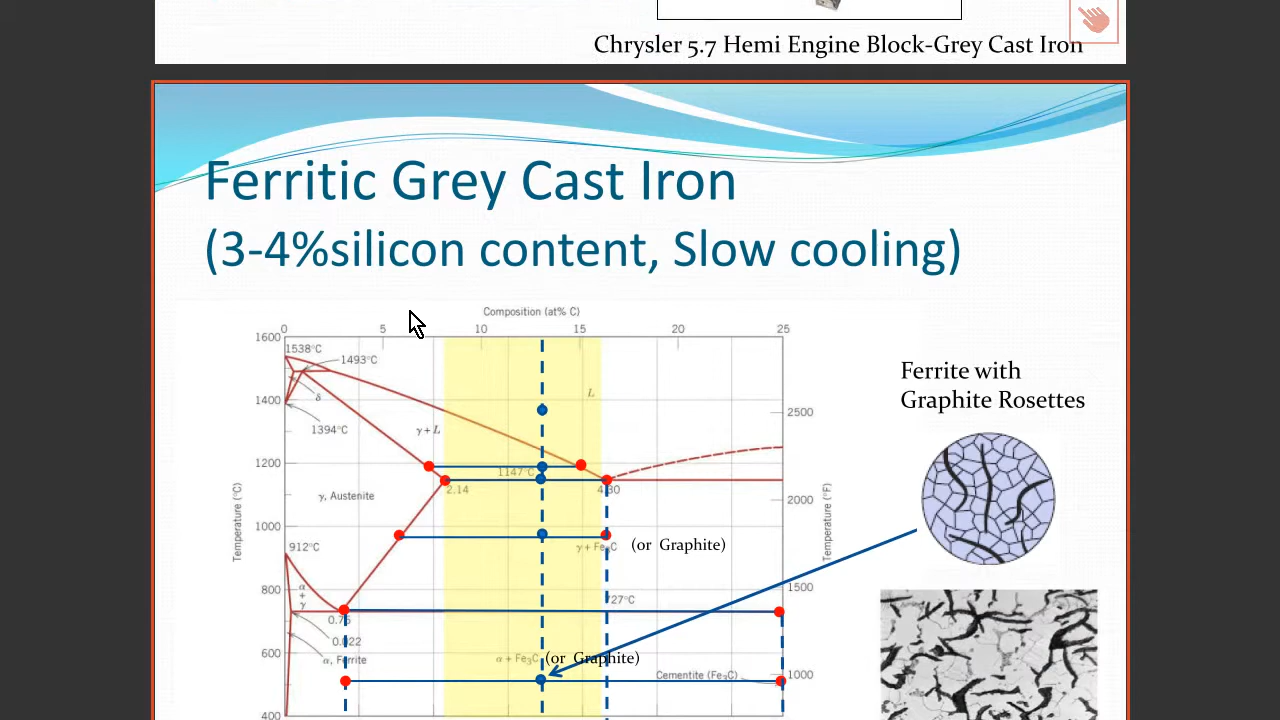 Chrysler 5.7 Hemi Engine Block-Grey Cast Iron
Ferritic Grey Cast Iron
(3-4%silicon content, Slow cooling)
Composition (at% C)
0 5 10 15 20 25
1600
1538°C
1493°C
δ
L
1400
1394°C
2500
γ + L
1200
1147°C
2.14
4.30
γ, Austenite
2000
1000
Temperature (°C)
Temperature (°F)
912°C
γ + Fe3C
(or Graphite)
800
1500
α
+
γ
727°C
0.76
0.022
600
α, Ferrite
α + Fe3C
(or Graphite)
Cementite (Fe3C)
1000
400
Ferrite with
Graphite Rosettes